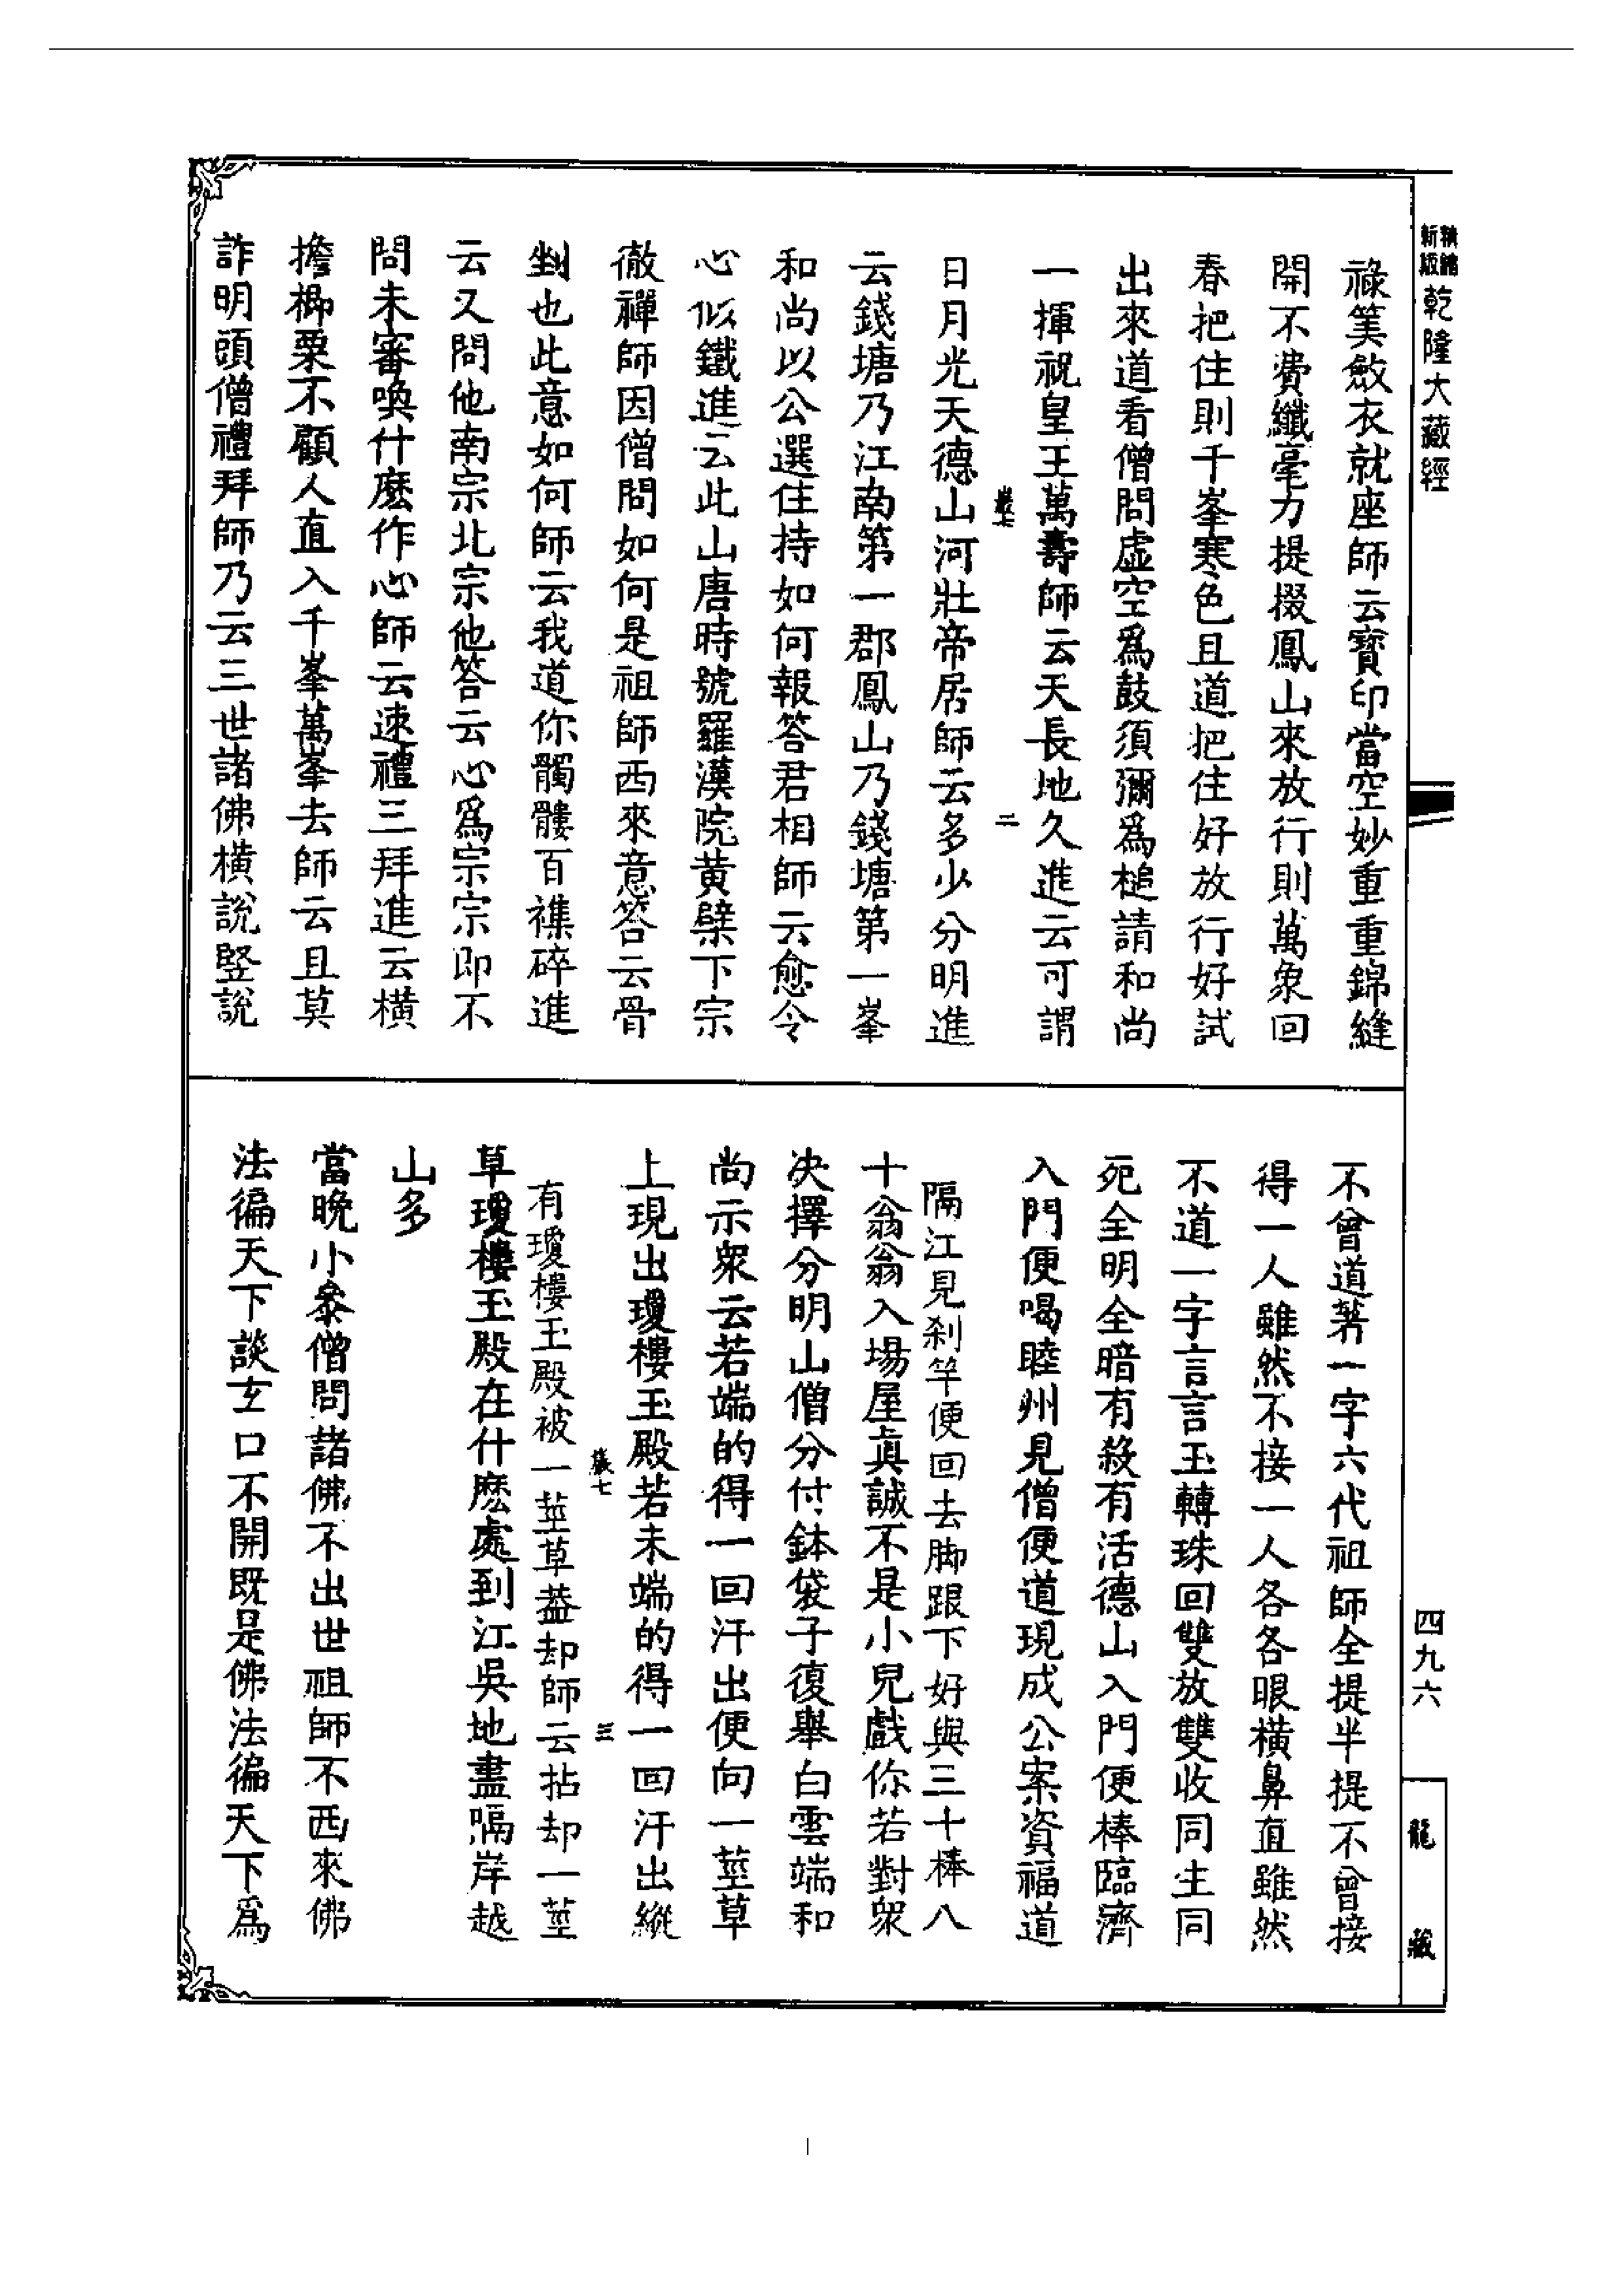 乾隆大藏經
祿筭斂衣就座師云寳印當空妙重重錦縫
開不費纖毫力提掇鳳山來放行則萬象回
春把住則千峯寒色且道把住好放行好試
出來道看僧問虛空爲鼓須彌爲槌請和尚
一揮祝皇王萬壽師云天長地久進云可謂
日月光天德山河壯帝居師云多少分明進
云錢塘乃江南第一郡鳳山乃錢塘第一峯
和尚以公選住持如何報答君相師云愈令
心似鐵進云此山唐時號羅漢院黃檗下宗
徹禪師因僧問如何是祖師西來意答云骨
剉也此意如何師云我道你髑髏百襍碎進
云又問他南宗北宗他答云心爲宗宗即不
問未審喚什麽作心師云速禮三拜進云橫
擔榔栗不顧人直入千峯萬峯去師云且莫
詐明頭僧禮拜師乃云三世諸佛橫說竪說
二
不曾道著一字六代祖師全提半提不曾接
得一人雖然不接一人各各眼橫鼻直雖然
不道一字言言玉轉珠回雙放雙收同生同
死全明全暗有殺有活德山入門便棒臨濟
入門便喝睦州見僧便道現成公案資福道
隔江見刹竿便回去脚跟下好與三十棒八
十翁翁入場屋眞誠不是小兒戲你若對衆
决擇分明山僧分付鉢袋子復舉白雲端和
尚示衆云若端的得一回汗出便向一莖草
上現出瓊樓玉殿若未端的得一回汗出縱
有瓊樓玉殿被一莖草葢却師云拈却一莖
草瓊樓玉殿在什麽處到江吳地盡隔岸越
山多
當晚小參僧問諸佛不出世祖師不西來佛
法徧天下談玄口不開既是佛法徧天下爲
三
四九六
龍藏